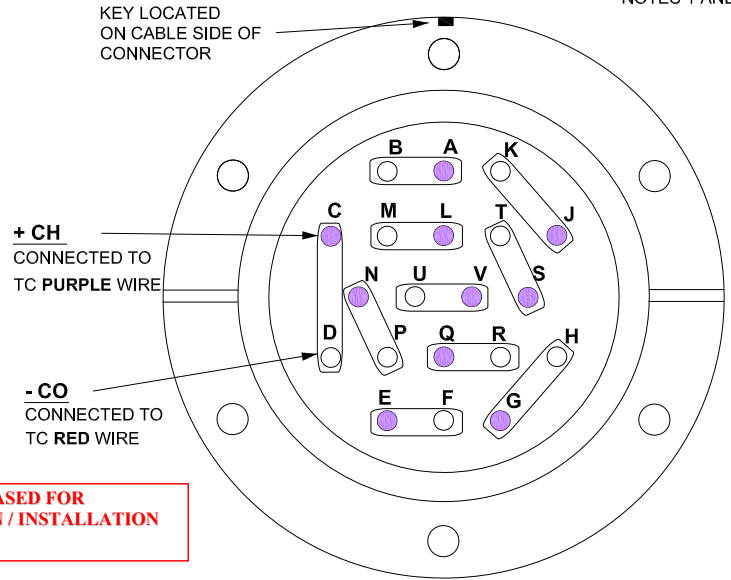 KEY LOCATED
ON CABLE SIDE OF
CONNECTOR
B A K
C M L T J
+ CH
CONNECTED TO
TC PURPLE WIRE
N U V S
D P Q R H
- CO
CONNECTED TO
TC RED WIRE
E F G
/ INSTALLATION
FOR